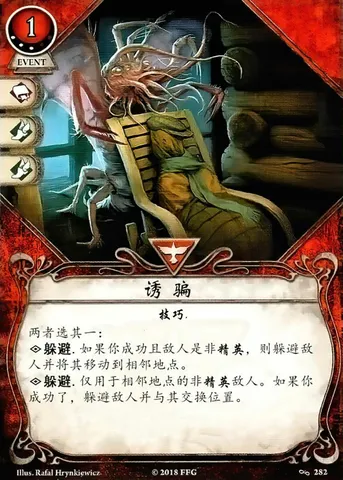 1
EVENT
诱骗
技巧.
两者选其一：
躲避. 如果你成功且敌人是非精英，则躲避敌
人并将其移动到相邻地点。
躲避. 仅用于相邻地点的非精英敌人。如果你
成功了，躲避敌人并与其交换位置。
Illus. Rafał Hrynkiewicz
© 2018 FFG
282